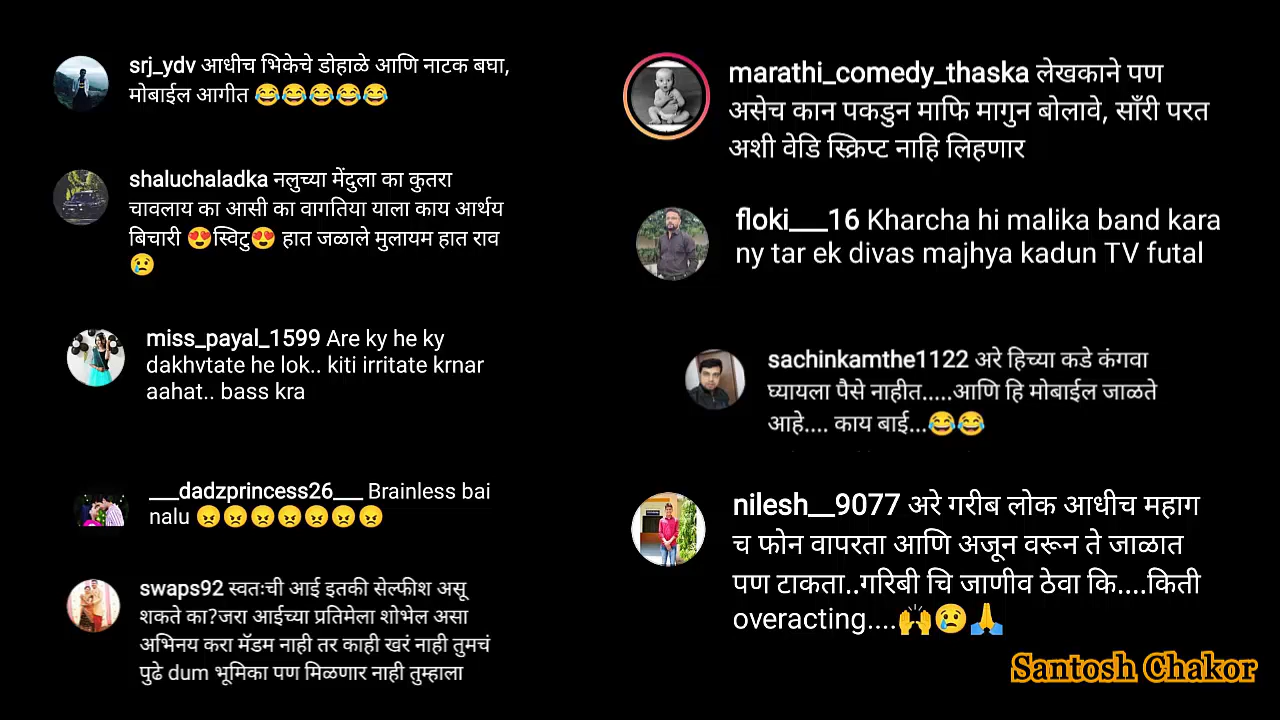 srj_ydv आधीच भिकेचे डोहाळे आणि नाटक बघा,
मोबाईल आगीत 😂😂😂😂😂
shaluchaladka नलुच्या मेंदुला का कुतरा
चावलाय का आसी का वागतिया याला काय आर्थय
बिचारी 😍स्विटु😍 हात जळाले मुलायम हात राव
😢
miss_payal_1599 Are ky he ky
dakhvtate he lok.. kiti irritate krnar
aahat.. bass kra
___dadzprincess26___ Brainless bai
nalu 😠😠😠😠😠😠😠
swaps92 स्वतःची आई इतकी सेल्फीश असू
शकते का?जरा आईच्या प्रतिमेला शोभेल असा
अभिनय करा मॅडम नाही तर काही खरं नाही तुमचं
पुढे dum भूमिका पण मिळणार नाही तुम्हाला
marathi_comedy_thaska लेखकाने पण
असेच कान पकडुन माफि मागुन बोलावे, सॉंरी परत
अशी वेडि स्क्रिप्ट नाहि लिहणार
floki___16 Kharcha hi malika band kara
ny tar ek divas majhya kadun TV futal
sachinkamthe1122 अरे हिच्या कडे कंगवा
घ्यायला पैसे नाहीत.....आणि हि मोबाईल जाळते
आहे.... काय बाई...😂😂
nilesh__9077 अरे गरीब लोक आधीच महाग
च फोन वापरता आणि अजून वरून ते जाळात
पण टाकता..गरिबी चि जाणीव ठेवा कि....किती
overacting....🙌😢🙏
Santosh Chakor